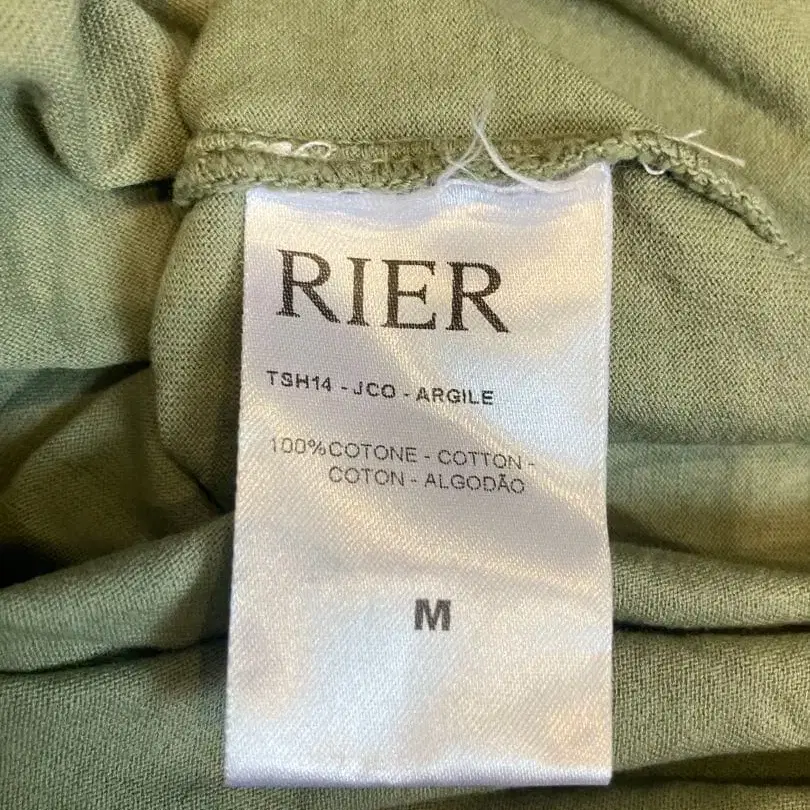 RIER
TSH14 - JCO - ARGILE
100%COTONE - COTTON -
COTON - ALGODÃO
M